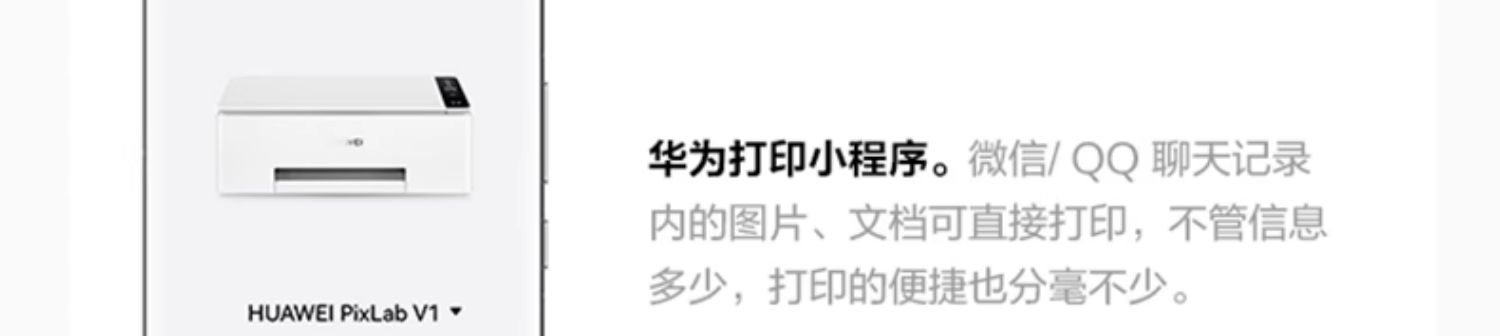 华为打印小程序。微信/ QQ 聊天记录
内的图片、文档可直接打印，不管信息
多少，打印的便捷也分毫不少。
HUAWEI PixLab V1